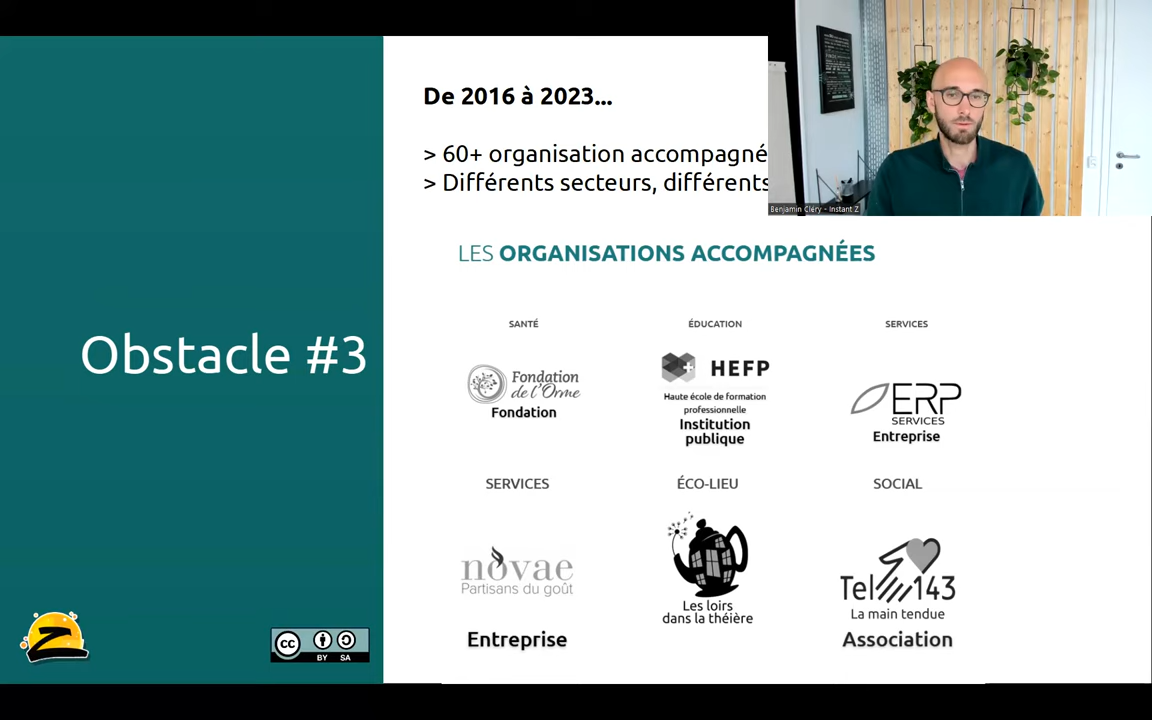 De 2016 à 2023...
> 60+ organisation accompagné
> Différents secteurs, différents
Benjamin Cléry - Instant Z
LES ORGANISATIONS ACCOMPAGNÉES
Obstacle #3
SANTÉ
Fondation
de l'Orme
Fondation
ÉDUCATION
HEFP
Haute école de formation
professionnelle
Institution
publique
SERVICES
ERP
SERVICES
Entreprise
SERVICES
novae
Partisans du goût
Entreprise
ÉCO-LIEU
Les loirs
dans la théière
SOCIAL
Tel 143
La main tendue
Association
Z
cc
BY SA